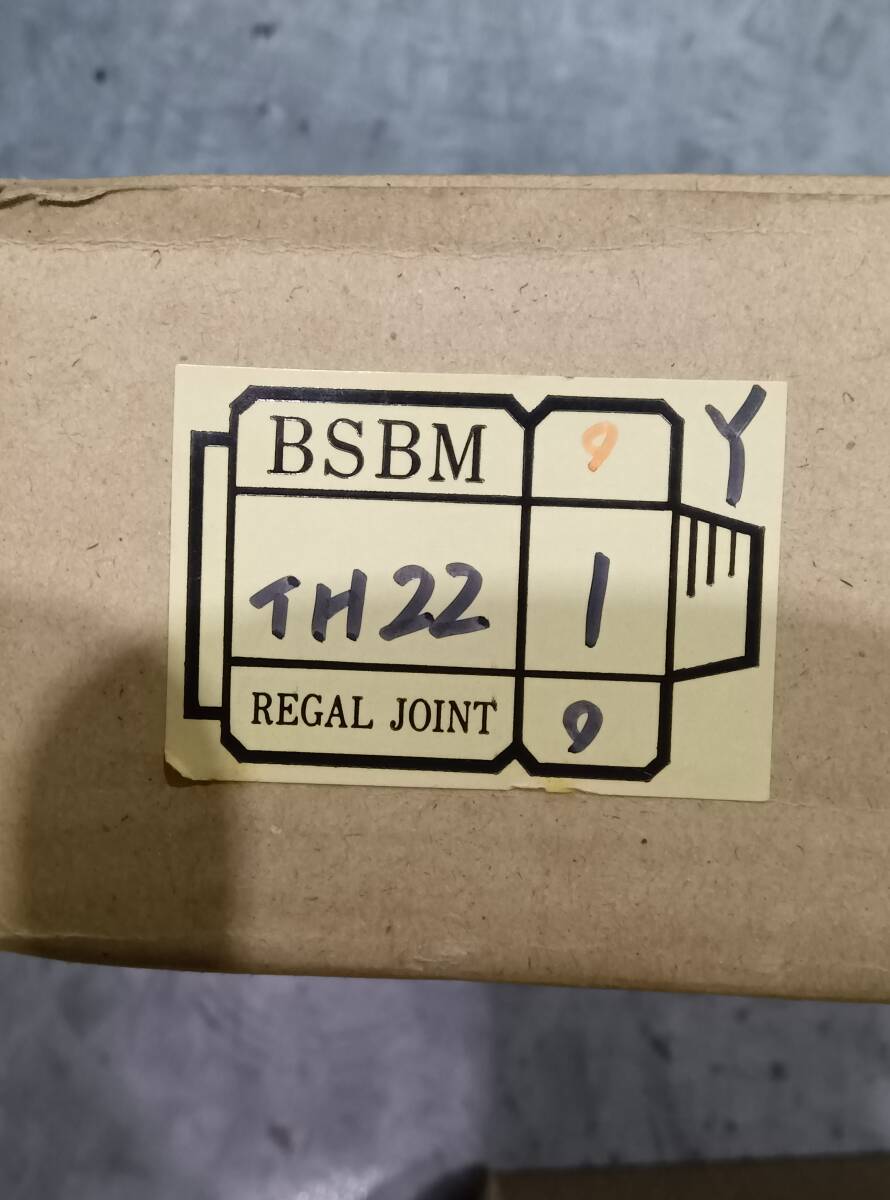 BSBM 9 Y
TH22 1
REGAL JOINT 9